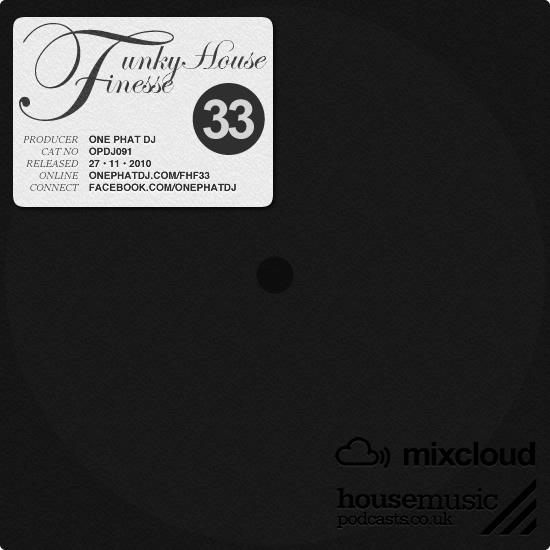 Funky House
Finesse
33
PRODUCER ONE PHAT DJ
CAT NO OPDJ091
RELEASED 27 • 11 • 2010
ONLINE ONEPHATDJ.COM/FHF33
CONNECT FACEBOOK.COM/ONEPHATDJ
mixcloud
housemusic
podcasts.co.uk